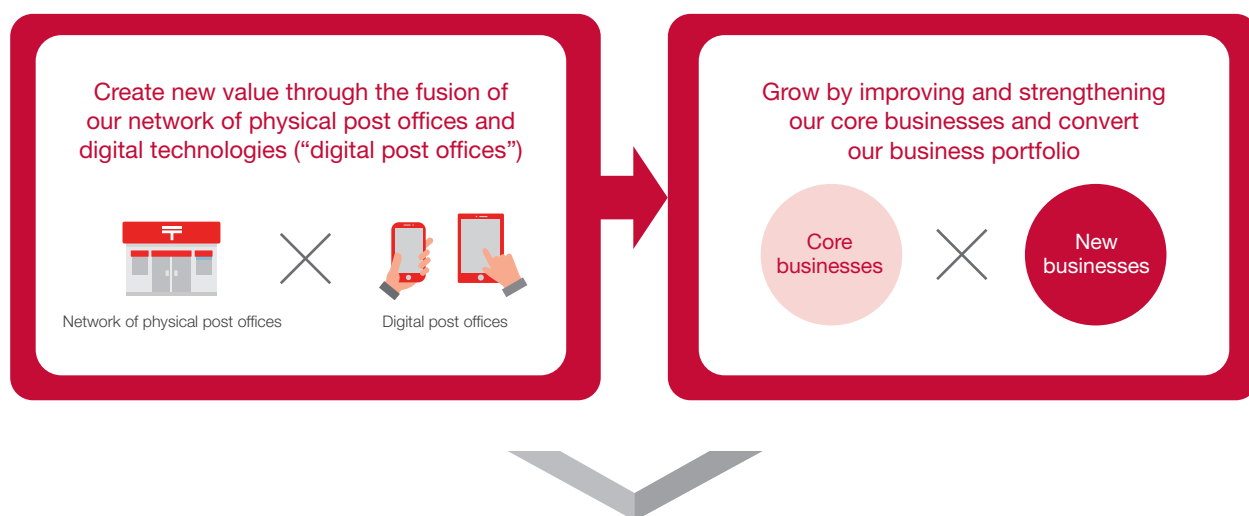 Create new value through the fusion of
our network of physical post offices and
digital technologies (“digital post offices”)
Network of physical post offices
Digital post offices
Grow by improving and strengthening
our core businesses and convert
our business portfolio
Core
businesses
New
businesses